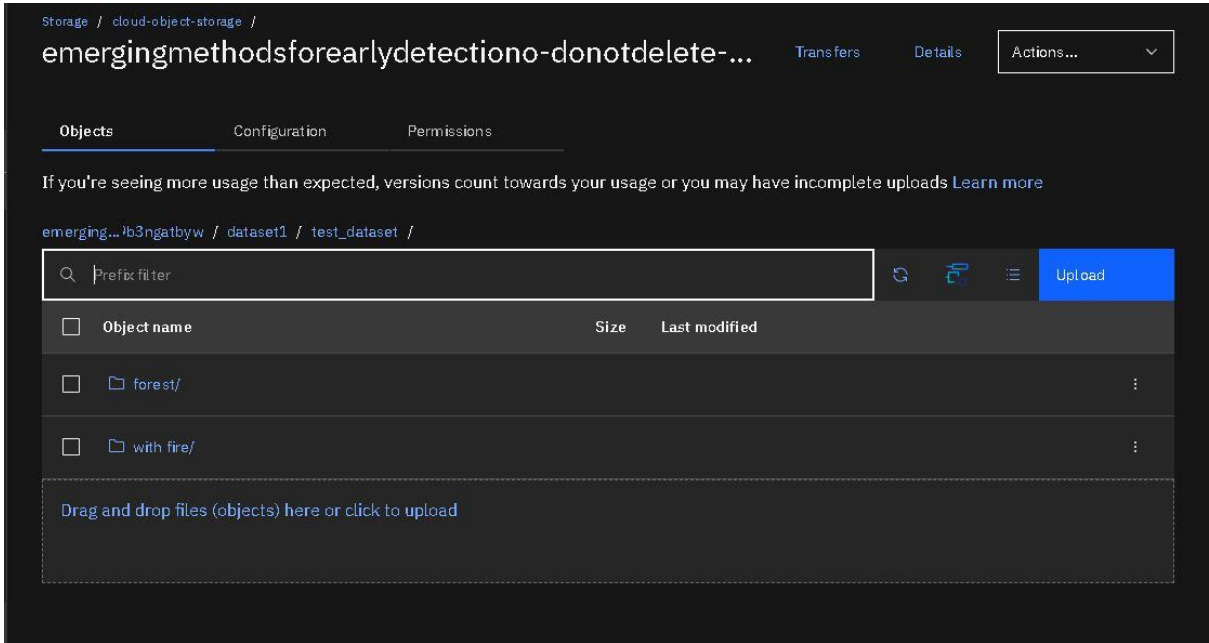 Storage / cloud-object-storage /
emergingmethodsforearlydetectiono-donotdelete-...
Transfers
Details
Actions...
Objects
Configuration
Permissions
If you're seeing more usage than expected, versions count towards your usage or you may have incomplete uploads Learn more
emerging... / dataset1 / test_dataset /
Prefix filter
Upload
Object name
Size
Last modified
forest/
with fire/
Drag and drop files (objects) here or click to upload